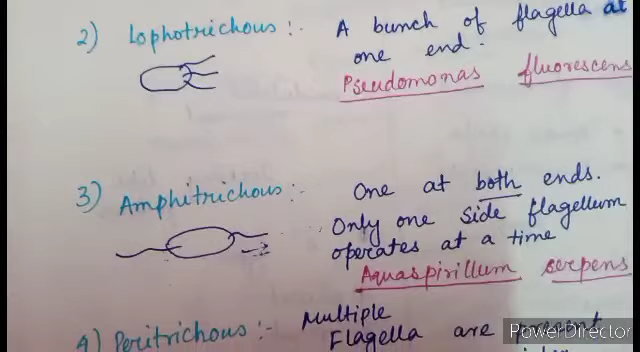 2) Lophotrichous :- A bunch of flagella at
one end.
Pseudomonas fluorescens
3) Amphitrichous :- One at both ends.
Only one side flagellum
operates at a time
Aquaspirillum serpens
4) Peritrichous :- Multiple
Flagella are present
PowerDirector